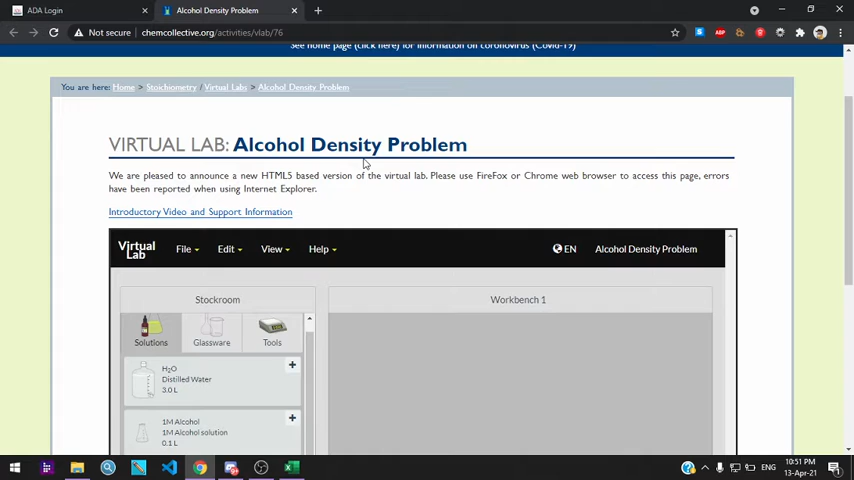 ADA Login
Alcohol Density Problem
Not secure
chemcollective.org/activities/vlab/76
ABP
See home page (click here) for information on coronovirus (Covid-19)
You are here: Home > Stoichiometry / Virtual Labs > Alcohol Density Problem
VIRTUAL LAB: Alcohol Density Problem
We are pleased to announce a new HTML5 based version of the virtual lab. Please use FireFox or Chrome web browser to access this page, errors
have been reported when using Internet Explorer.
Introductory Video and Support Information
Virtual Lab
File
Edit
View
Help
EN
Alcohol Density Problem
Stockroom
Workbench 1
Solutions
Glassware
Tools
H₂O
Distilled Water
3.0 L
1M Alcohol
1M Alcohol solution
0.1 L
ENG
10:51 PM
13-Apr-21